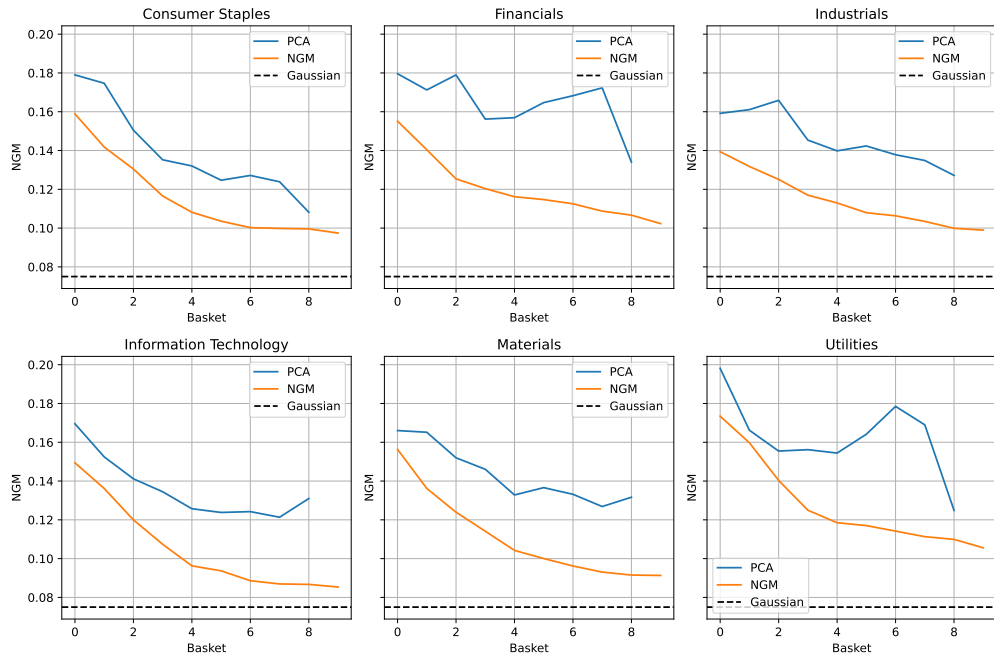 Consumer Staples
0.20
0.18
0.16
0.14
0.12
0.10
0.08
NGM
0 2 4 6 8
Basket
PCA
NGM
Gaussian
Financials
NGM
0 2 4 6 8
Basket
PCA
NGM
Gaussian
Industrials
NGM
0 2 4 6 8
Basket
PCA
NGM
Gaussian
Information Technology
0.20
0.18
0.16
0.14
0.12
0.10
0.08
NGM
0 2 4 6 8
Basket
PCA
NGM
Gaussian
Materials
NGM
0 2 4 6 8
Basket
PCA
NGM
Gaussian
Utilities
NGM
0 2 4 6 8
Basket
PCA
NGM
Gaussian